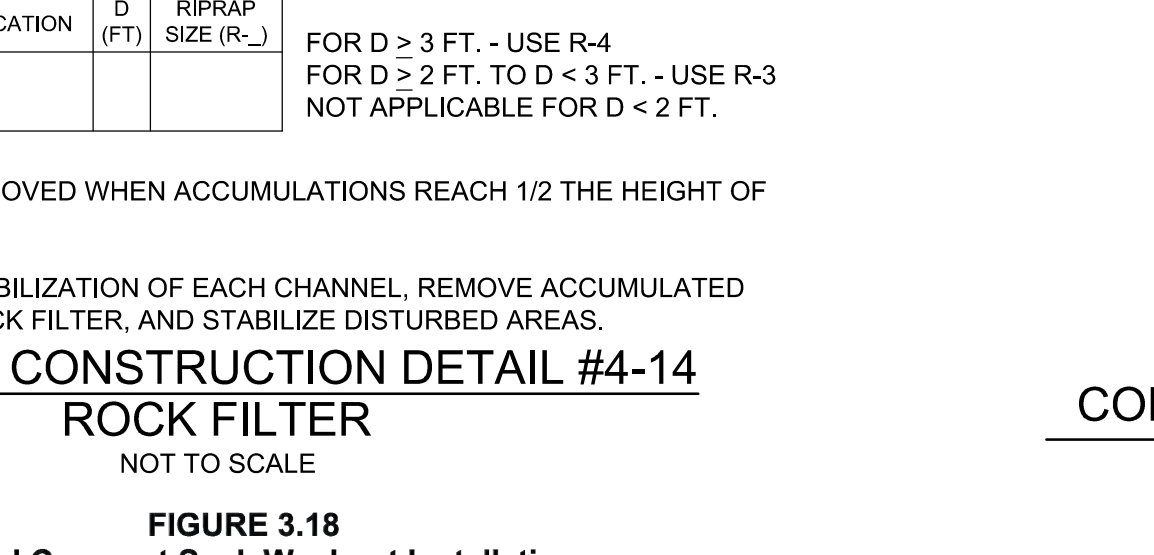 D RIPRAP
CATION (FT) SIZE (R-_)
FOR D ≥ 3 FT. - USE R-4
FOR D ≥ 2 FT. TO D < 3 FT. - USE R-3
NOT APPLICABLE FOR D < 2 FT.
OVED WHEN ACCUMULATIONS REACH 1/2 THE HEIGHT OF
BILIZATION OF EACH CHANNEL, REMOVE ACCUMULATED
CK FILTER, AND STABILIZE DISTURBED AREAS.
CONSTRUCTION DETAIL #4-14
ROCK FILTER
NOT TO SCALE
FIGURE 3.18